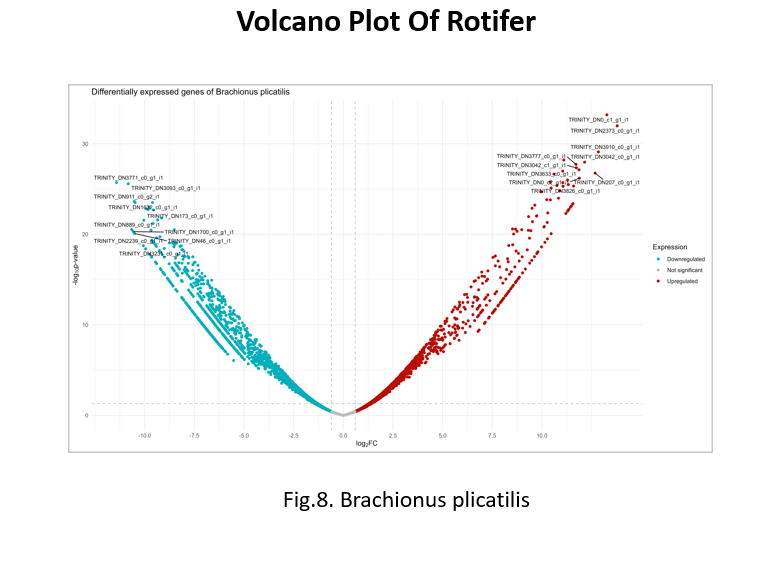 Volcano Plot Of Rotifer
Differentially expressed genes of Brachionus plicatilis
TRINITY_DN0_c1_g1_i1
TRINITY_DN2373_c0_g1_i1
TRINITY_DN3910_c0_g1_i1
TRINITY_DN3777_c0_g1_i1
TRINITY_DN3042_c0_g1_i1
TRINITY_DN3042_c1_g1_i1
TRINITY_DN3633_c0_g1_i1
TRINITY_DN207_c0_g1_i1
TRINITY_DN3826_c0_g1_i1
TRINITY_DN3771_c0_g1_i1
TRINITY_DN3093_c0_g1_i1
TRINITY_DN911_c0_g2_i1
TRINITY_DN173_c0_g1_i1
TRINITY_DN889_c0_g1_i1
TRINITY_DN1700_c0_g1_i1
TRINITY_DN2239_c0_g1_i1
TRINITY_DN46_c0_g1_i1
30
20
10
0
-log₁₀p-value
-10.0 -7.5 -5.0 -2.5 0.0 2.5 5.0 7.5 10.0
log₂FC
Expression
Downregulated
Not significant
Upregulated
Fig.8. Brachionus plicatilis